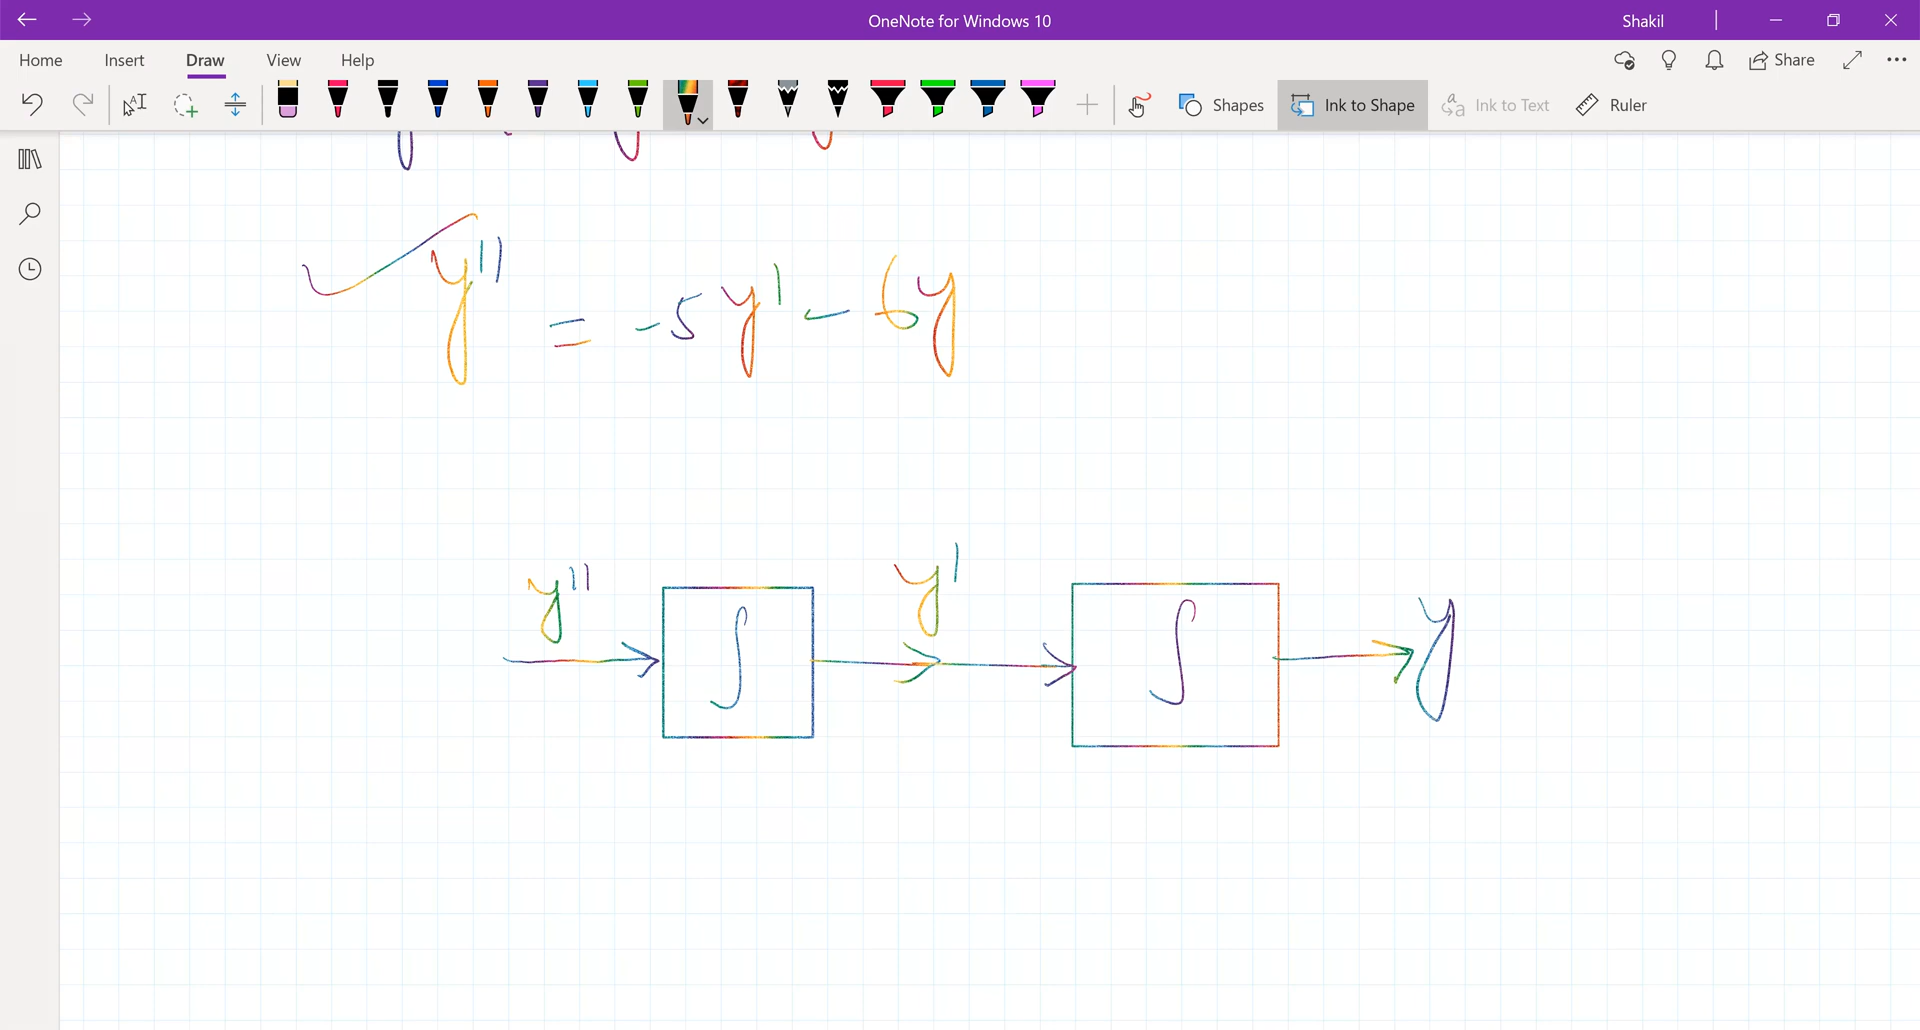 OneNote for Windows 10
Shakil
Home Insert Draw View Help
Share
Shapes Ink to Shape Ink to Text Ruler
y'' = -5y' - 6y
y'' ∫ y' ∫ y